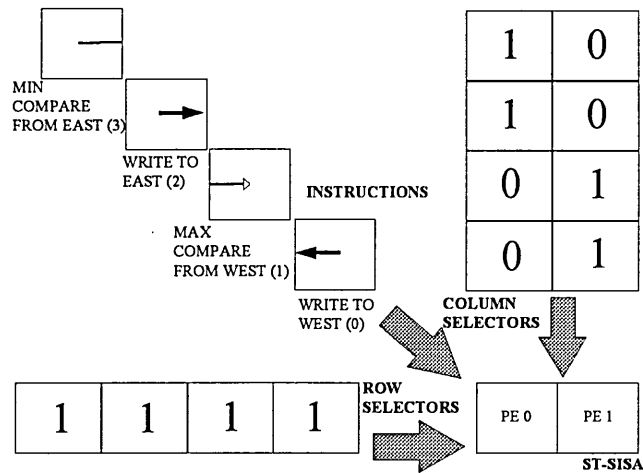 MIN
COMPARE
FROM EAST (3)
WRITE TO
EAST (2)
INSTRUCTIONS
MAX
COMPARE
FROM WEST (1)
WRITE TO
WEST (0)
1 0
1 0
0 1
0 1
COLUMN
SELECTORS
1 1 1 1
ROW
SELECTORS
PE 0 PE 1
ST-SISA